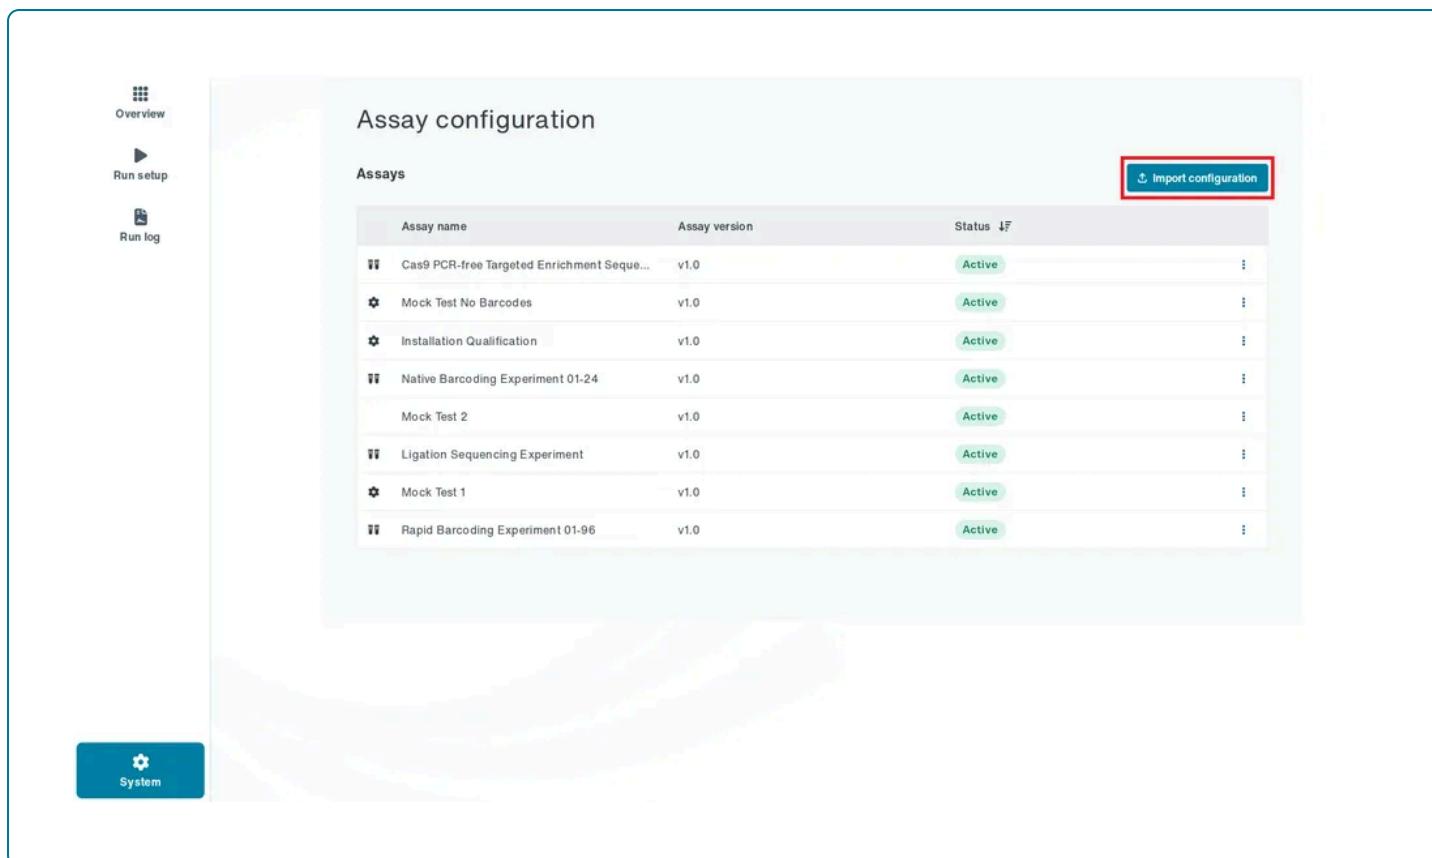 Overview
Run setup
Run log
System
Assay configuration
Assays
Import configuration
Assay name Assay version Status
Cas9 PCR-free Targeted Enrichment Seque... v1.0 Active
Mock Test No Barcodes v1.0 Active
Installation Qualification v1.0 Active
Native Barcoding Experiment 01-24 v1.0 Active
Mock Test 2 v1.0 Active
Ligation Sequencing Experiment v1.0 Active
Mock Test 1 v1.0 Active
Rapid Barcoding Experiment 01-96 v1.0 Active